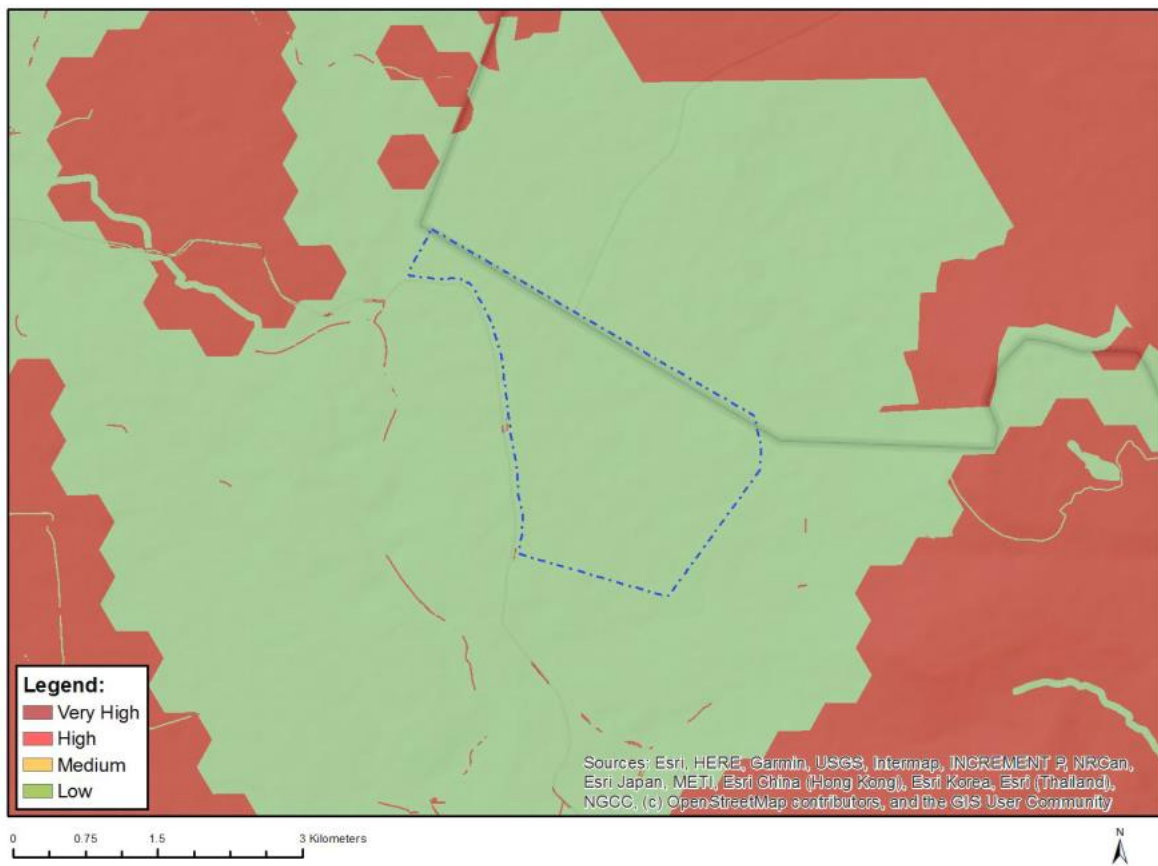 Legend:
Very High
High
Medium
Low
Sources: Esri, HERE, Garmin, USGS, Intermap, INCREMENT P, NRCan,
Esri Japan, METI, Esri China (Hong Kong), Esri Korea, Esri (Thailand),
NGCC, (c) OpenStreetMap contributors, and the GIS User Community
0 0.75 1.5 3 Kilometers
N